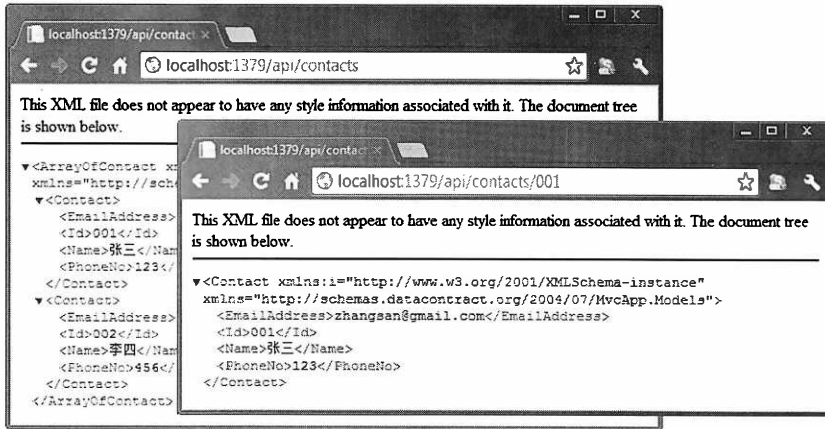 localhost:1379/api/contact
localhost:1379/api/contacts
This XML file does not appear to have any style information associated with it. The document tree
is shown below.
<ArrayOfContact
xmlns="http://
<Contact>
<EmailAddress>
<Id>001</Id>
<Name>张三</Nam
<PhoneNo>123</
</Contact>
<Contact>
<EmailAddress>
<Id>002</Id>
<Name>李四</Nam
<PhoneNo>456</
</Contact>
</ArrayOfContact>
localhost:1379/api/contact
localhost:1379/api/contacts/001
This XML file does not appear to have any style information associated with it. The document tree
is shown below.
<Contact xmlns:i="http://www.w3.org/2001/XMLSchema-instance"
xmlns="http://schemas.datacontract.org/2004/07/MvcApp.Models">
<EmailAddress>zhangsan@gmail.com</EmailAddress>
<Id>001</Id>
<Name>张三</Name>
<PhoneNo>123</PhoneNo>
</Contact>